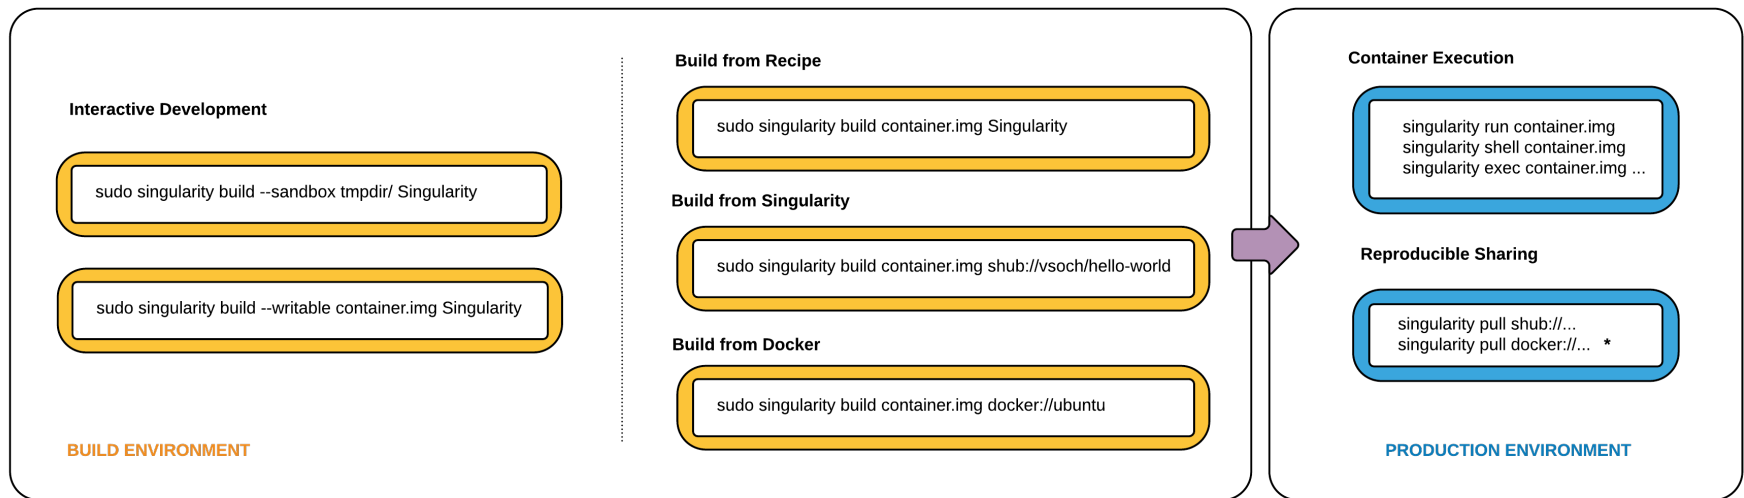 Interactive Development
sudo singularity build --sandbox tmpdir/ Singularity
sudo singularity build --writable container.img Singularity
BUILD ENVIRONMENT
Build from Recipe
sudo singularity build container.img Singularity
Build from Singularity
sudo singularity build container.img shub://vsoch/hello-world
Build from Docker
sudo singularity build container.img docker://ubuntu
Container Execution
singularity run container.img
singularity shell container.img
singularity exec container.img ...
Reproducible Sharing
singularity pull shub://...
singularity pull docker://... *
PRODUCTION ENVIRONMENT